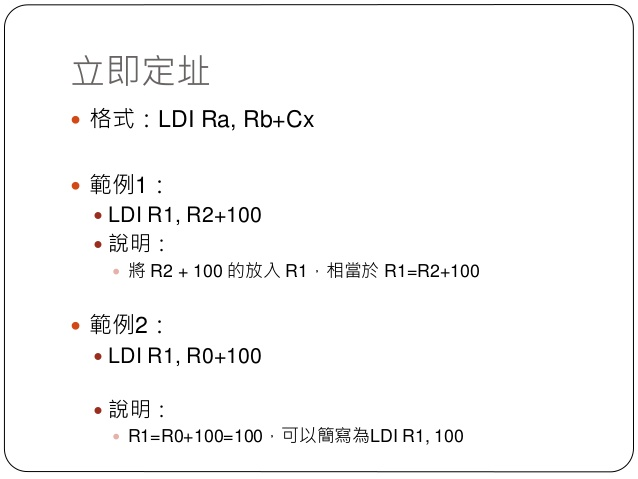 立即定址
格式：LDI Ra, Rb+Cx
範例1：
LDI R1, R2+100
說明：
將 R2 + 100 的放入 R1，相當於 R1=R2+100
範例2：
LDI R1, R0+100
說明：
R1=R0+100=100，可以簡寫為LDI R1, 100